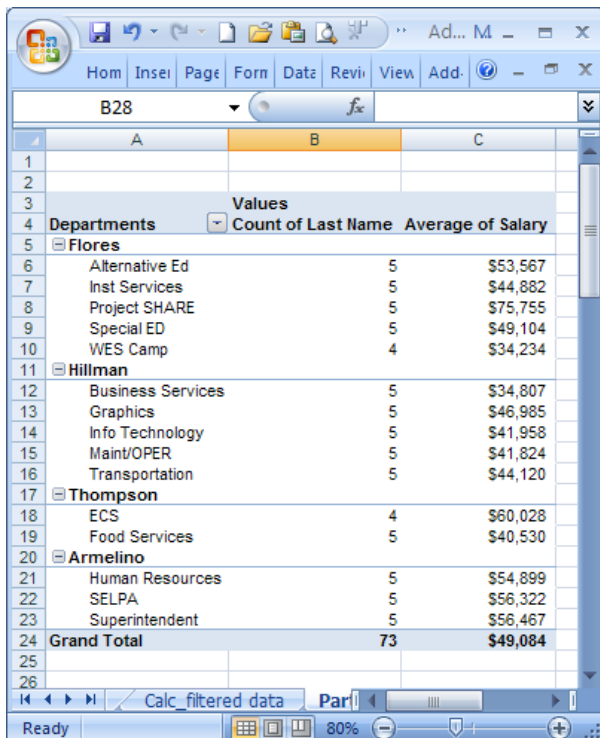 Ad... M
Hom Inser Page Forn Data Revi View Add-
B28 fx
A B C
1
2
3 Values
4 Departments Count of Last Name Average of Salary
5 Flores
6 Alternative Ed 5 $53,567
7 Inst Services 5 $44,882
8 Project SHARE 5 $75,755
9 Special ED 5 $49,104
10 WES Camp 4 $34,234
11 Hillman
12 Business Services 5 $34,807
13 Graphics 5 $46,985
14 Info Technology 5 $41,958
15 Maint/OPER 5 $41,824
16 Transportation 5 $44,120
17 Thompson
18 ECS 4 $60,028
19 Food Services 5 $40,530
20 Armelino
21 Human Resources 5 $54,899
22 SELPA 5 $56,322
23 Superintendent 5 $56,467
24 Grand Total 73 $49,084
25
26
Calc_filtered data Part
Ready 80%